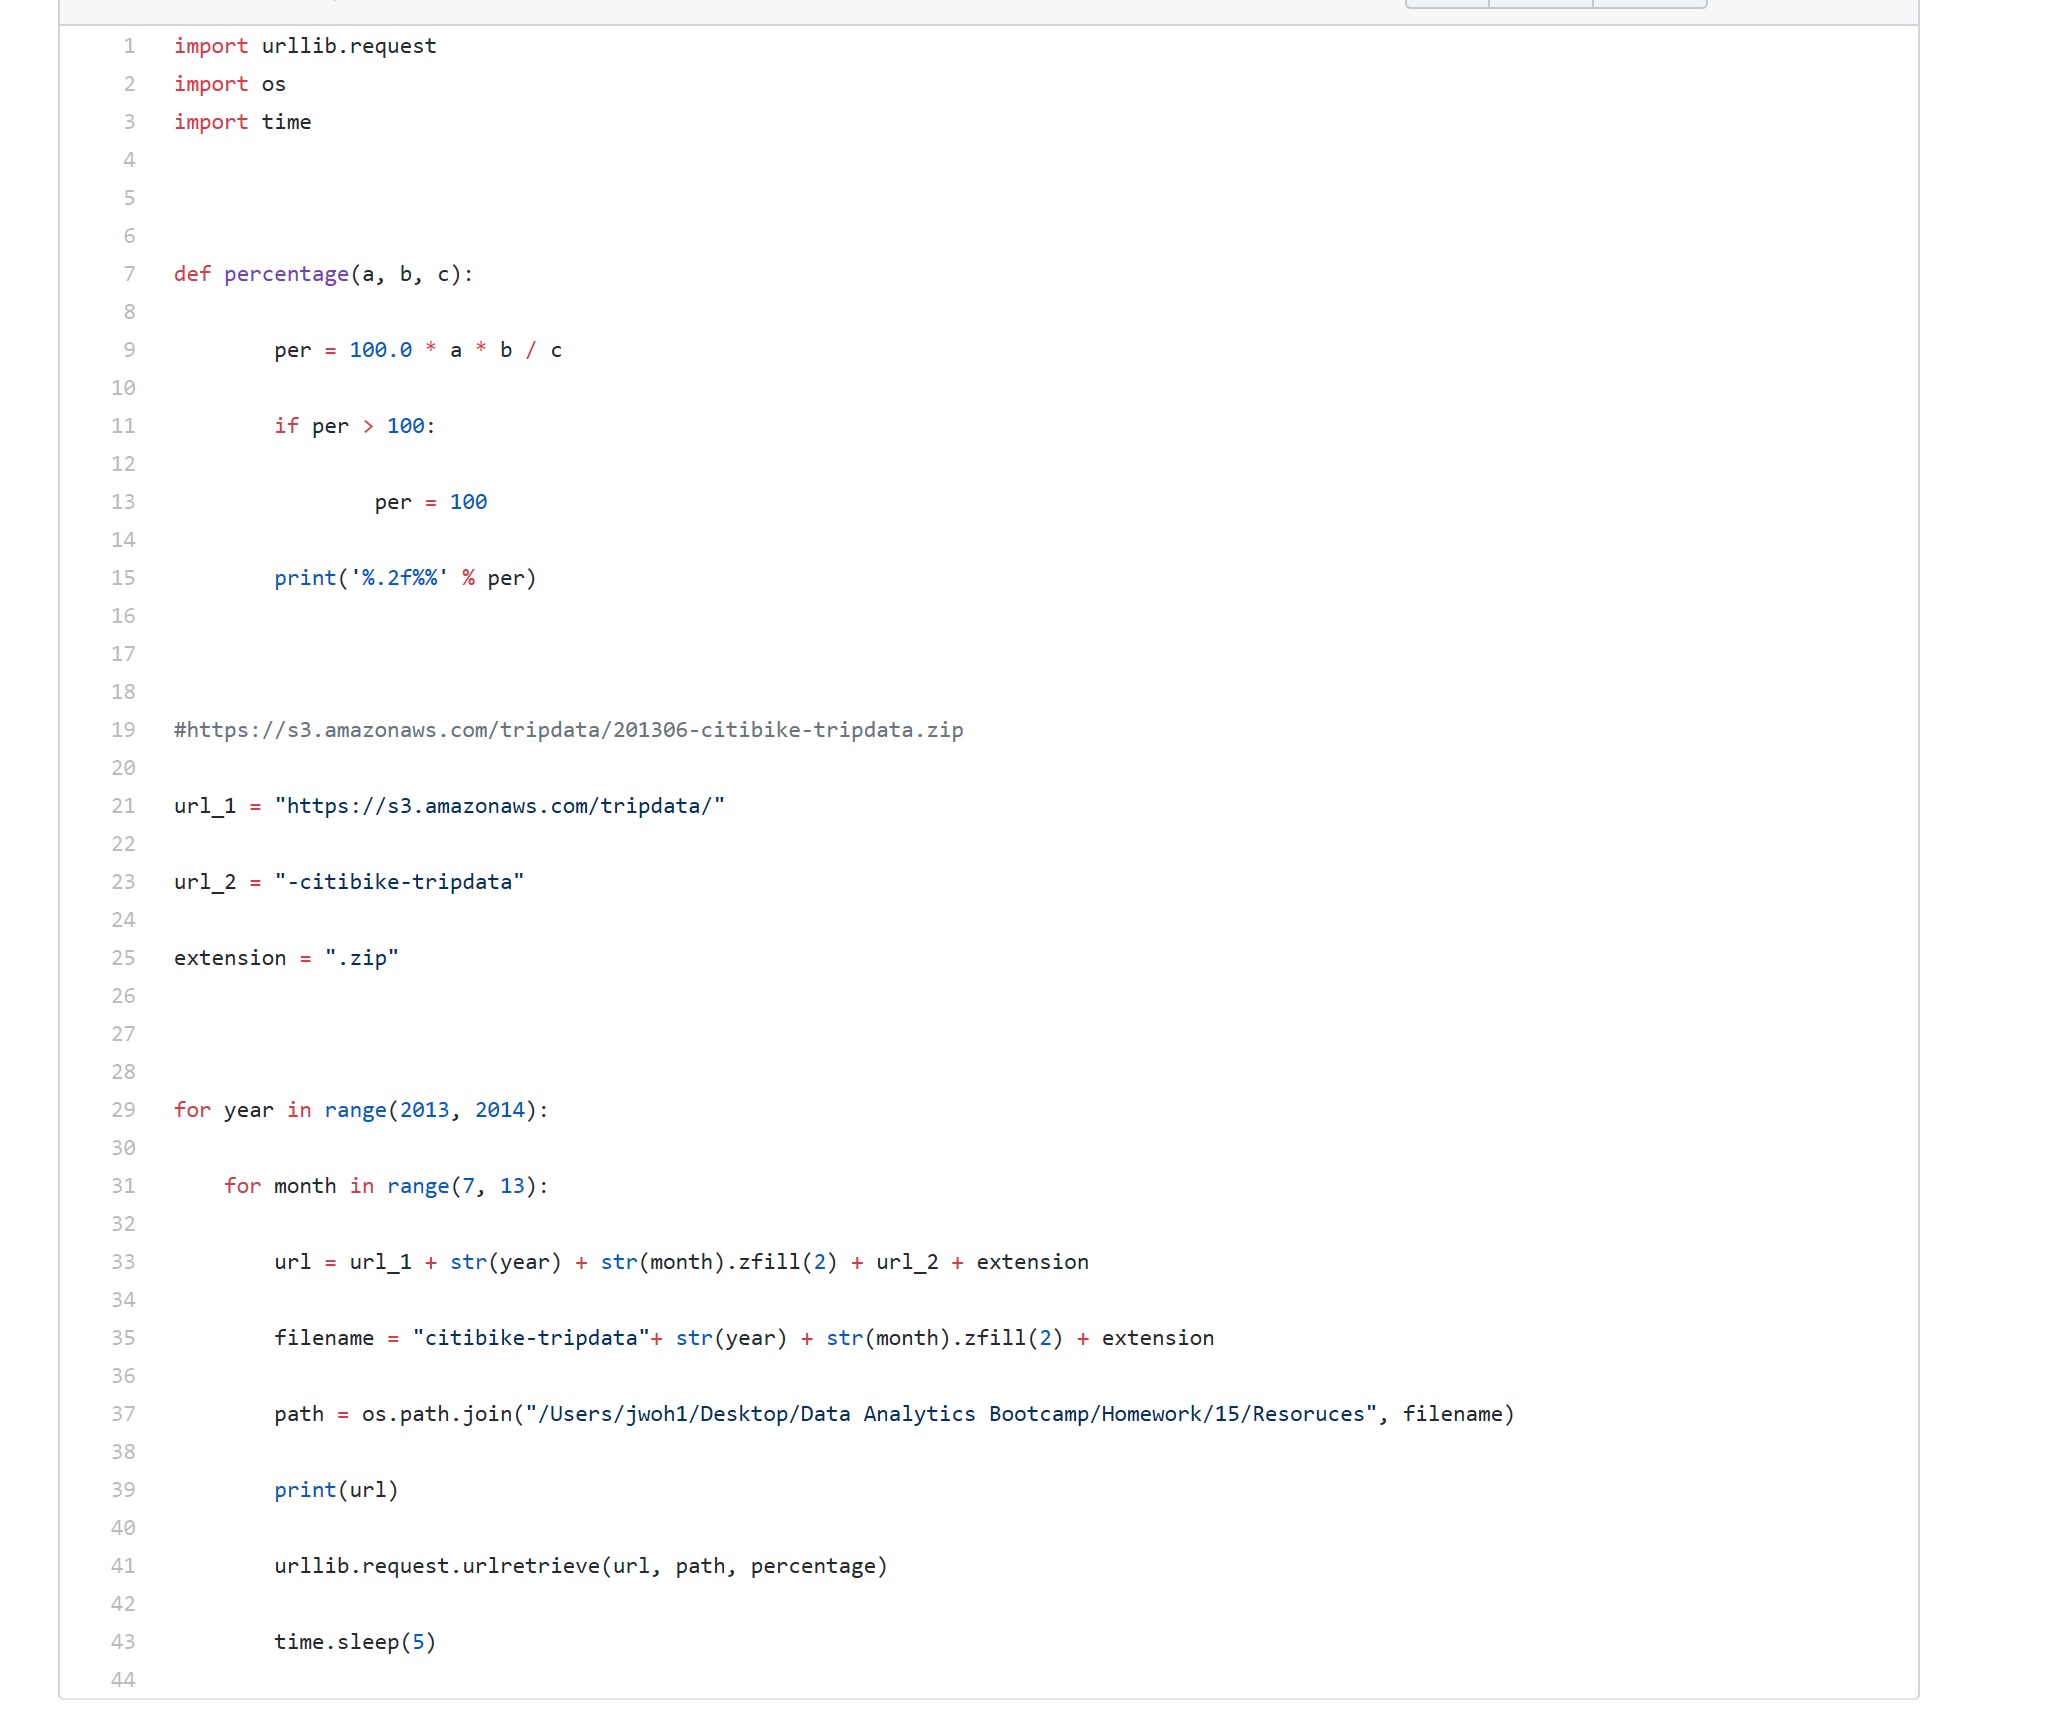 1 import urllib.request
2 import os
3 import time
4
5
6
7 def percentage(a, b, c):
8
9 per = 100.0 * a * b / c
10
11 if per > 100:
12
13 per = 100
14
15 print('%.2f%%' % per)
16
17
18
19 #https://s3.amazonaws.com/tripdata/201306-citibike-tripdata.zip
20
21 url_1 = "https://s3.amazonaws.com/tripdata/"
22
23 url_2 = "-citibike-tripdata"
24
25 extension = ".zip"
26
27
28
29 for year in range(2013, 2014):
30
31 for month in range(7, 13):
32
33 url = url_1 + str(year) + str(month).zfill(2) + url_2 + extension
34
35 filename = "citibike-tripdata"+ str(year) + str(month).zfill(2) + extension
36
37 path = os.path.join("/Users/jwoh1/Desktop/Data Analytics Bootcamp/Homework/15/Resoruces", filename)
38
39 print(url)
40
41 urllib.request.urlretrieve(url, path, percentage)
42
43 time.sleep(5)
44